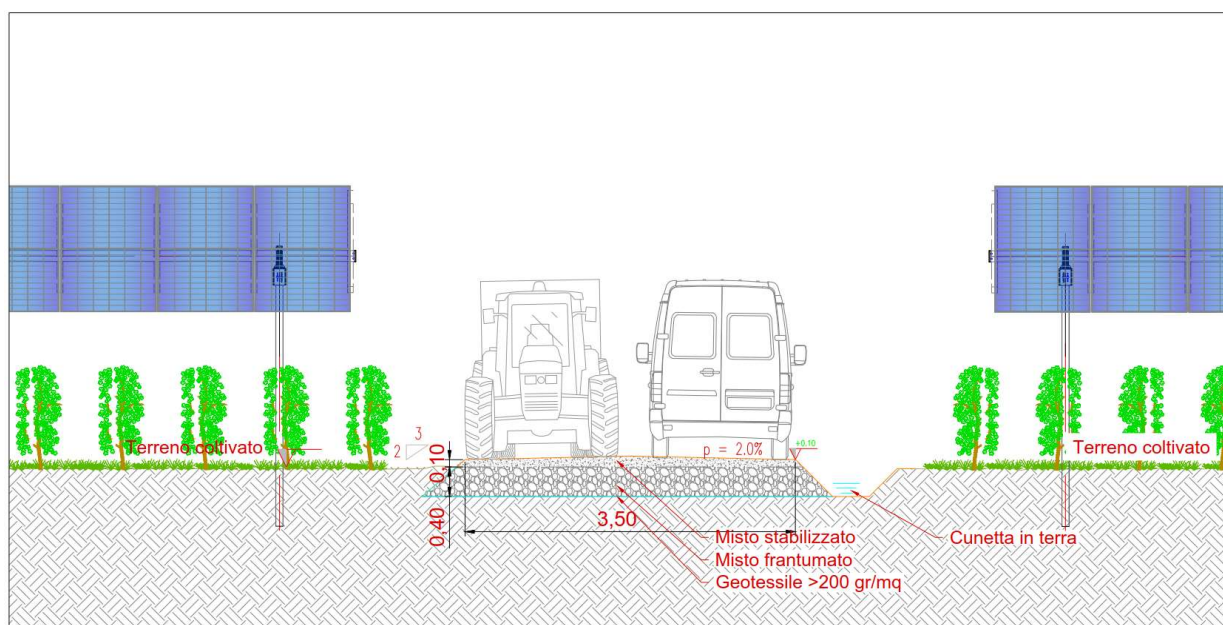 Terreno coltivato
3
2
0,10
0,40
p = 2.0%
+0.10
Terreno coltivato
3,50
Misto stabilizzato
Misto frantumato
Geotessile >200 gr/mq
Cunetta in terra